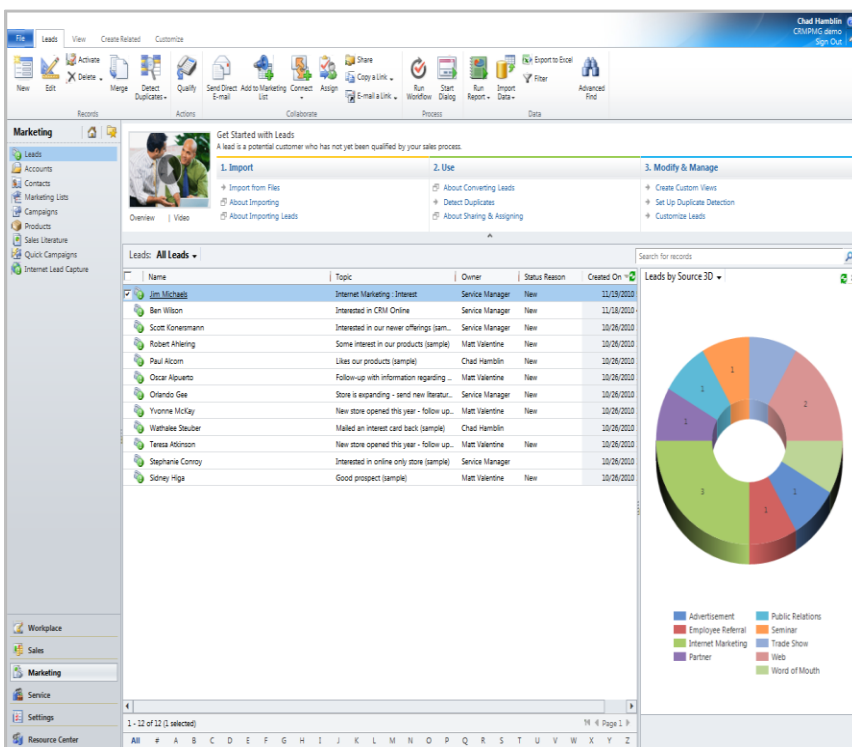 Chad Hamblin
CRMPMG demo
Sign Out
File Leads View Create Related Customize
New Edit Activate Delete Merge Detect Duplicates Qualify Send Direct E-mail Add to Marketing List Connect Assign Share Copy a Link E-mail a Link Run Workflow Start Dialog Run Report Import Data Export to Excel Filter Advanced Find
Records Actions Collaborate Process Data
Marketing
Leads
Accounts
Contacts
Marketing Lists
Campaigns
Products
Sales Literature
Quick Campaigns
Internet Lead Capture
Workplace
Sales
Marketing
Service
Settings
Resource Center
Get Started with Leads
A lead is a potential customer who has not yet been qualified by your sales process.
Overview | Video
1. Import
Import from Files
About Importing
About Importing Leads
2. Use
About Converting Leads
Detect Duplicates
About Sharing & Assigning
3. Modify & Manage
Create Custom Views
Set Up Duplicate Detection
Customize Leads
Leads: All Leads
Search for records
Name Topic Owner Status Reason Created On
Jim Michaels Internet Marketing : Interest Service Manager New 11/19/2010
Ben Wilson Interested in CRM Online Service Manager New 11/18/2010
Scott Konersmann Interested in our newer offerings (sam... Service Manager New 10/26/2010
Robert Ahlering Some interest in our products (sample) Matt Valentine New 10/26/2010
Paul Alcorn Likes our products (sample) Chad Hamblin New 10/26/2010
Oscar Alpuerto Follow-up with information regarding ... Matt Valentine New 10/26/2010
Orlando Gee Store is expanding - send new literatur... Service Manager New 10/26/2010
Yvonne McKay New store opened this year - follow up... Matt Valentine New 10/26/2010
Wathalee Steuber Mailed an interest card back (sample) Chad Hamblin 10/26/2010
Teresa Atkinson New store opened this year - follow up... Matt Valentine New 10/26/2010
Stephanie Conroy Interested in online only store (sample) Service Manager 10/26/2010
Sidney Higa Good prospect (sample) Matt Valentine New 10/26/2010
1 - 12 of 12 (1 selected)
Page 1
All # A B C D E F G H I J K L M N O P Q R S T U V W X Y Z
Leads by Source 3D
1
2
1
1
3
1
1
Advertisement
Employee Referral
Internet Marketing
Partner
Public Relations
Seminar
Trade Show
Web
Word of Mouth